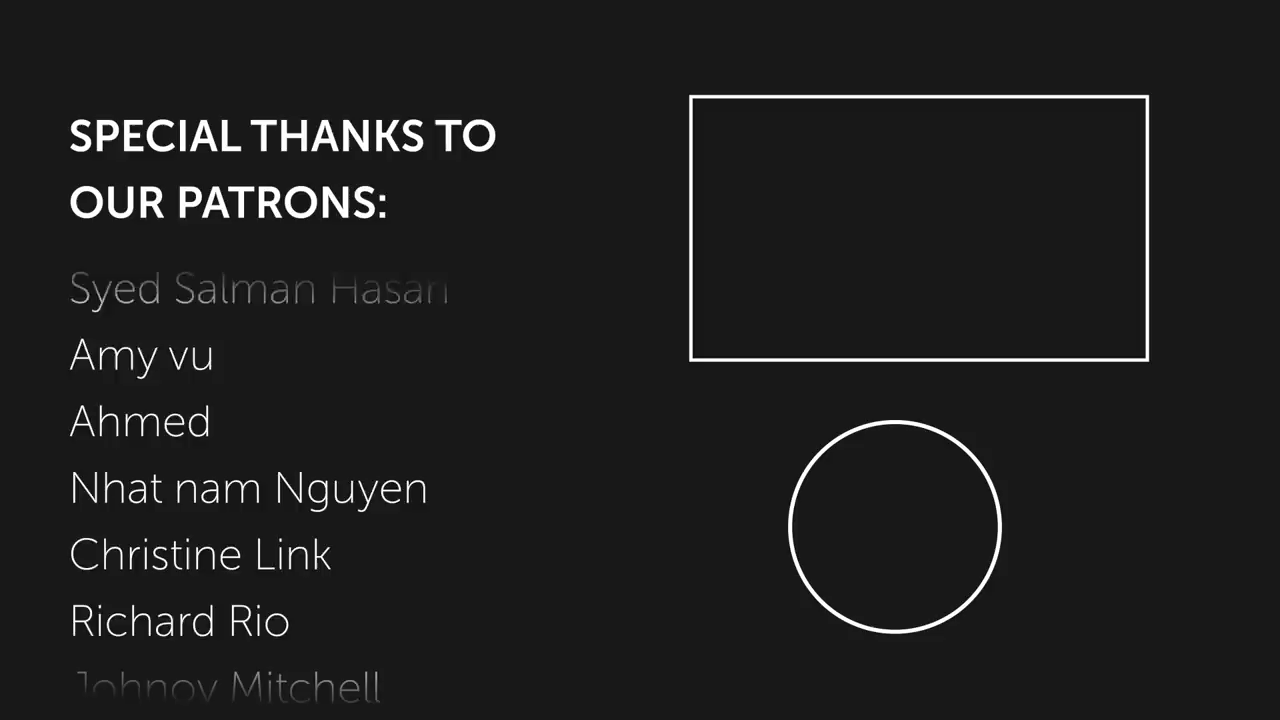 SPECIAL THANKS TO
OUR PATRONS:
Syed Salman Hasan
Amy vu
Ahmed
Nhat nam Nguyen
Christine Link
Richard Rio
Mitchell